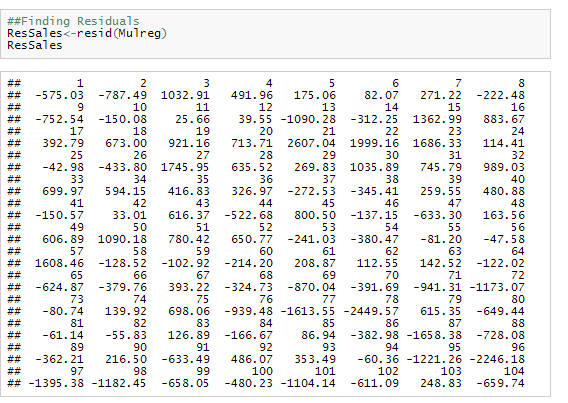 ##Finding Residuals
ResSales<-resid(Mulreg)
ResSales
## 1 2 3 4 5 6 7 8
## -575.03 -787.49 1032.91 491.96 175.06 82.07 271.22 -222.48
## 9 10 11 12 13 14 15 16
## -752.54 -150.08 25.66 39.55 -1090.28 -312.25 1362.99 883.67
## 17 18 19 20 21 22 23 24
## 392.79 673.00 921.16 713.71 2607.04 1999.16 1686.33 114.41
## 25 26 27 28 29 30 31 32
## -42.98 -433.80 1745.95 635.52 269.83 1035.89 745.79 989.03
## 33 34 35 36 37 38 39 40
## 699.97 594.15 416.83 326.97 -272.53 -345.41 259.55 480.88
## 41 42 43 44 45 46 47 48
## -150.57 33.01 616.37 -522.68 800.50 -137.15 -633.30 163.56
## 49 50 51 52 53 54 55 56
## 606.89 1090.18 780.42 650.77 -241.03 -380.47 -81.20 -47.58
## 57 58 59 60 61 62 63 64
## 1608.46 -128.52 -102.92 -214.20 208.87 112.55 142.52 -122.02
## 65 66 67 68 69 70 71 72
## -624.87 -379.76 393.22 -324.73 -870.04 -391.69 -941.31 -1173.07
## 73 74 75 76 77 78 79 80
## -80.74 139.92 698.06 -939.48 -1613.55 -2449.57 615.35 -649.44
## 81 82 83 84 85 86 87 88
## -61.14 -55.83 126.89 -166.67 86.94 -382.98 -1658.38 -728.08
## 89 90 91 92 93 94 95 96
## -362.21 216.50 -633.49 486.07 353.49 -60.36 -1221.26 -2246.18
## 97 98 99 100 101 102 103 104
## -1395.38 -1182.45 -658.05 -480.23 -1104.14 -611.09 248.83 -659.74